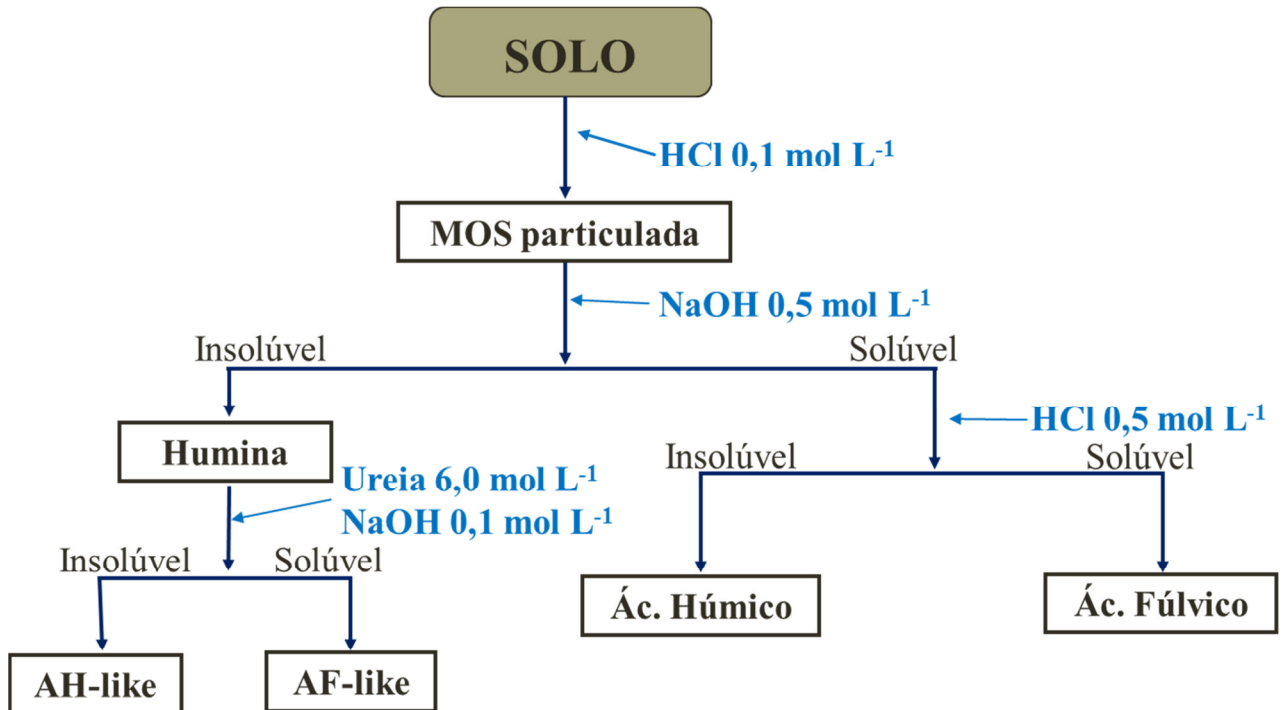 SOLO
HCl 0,1 mol L-1
MOS particulada
NaOH 0,5 mol L-1
Insolúvel
Solúvel
HCl 0,5 mol L-1
Humina
Insolúvel
Solúvel
Ureia 6,0 mol L-1
NaOH 0,1 mol L-1
Insolúvel
Solúvel
Ác. Húmico
Ác. Fúlvico
AH-like
AF-like